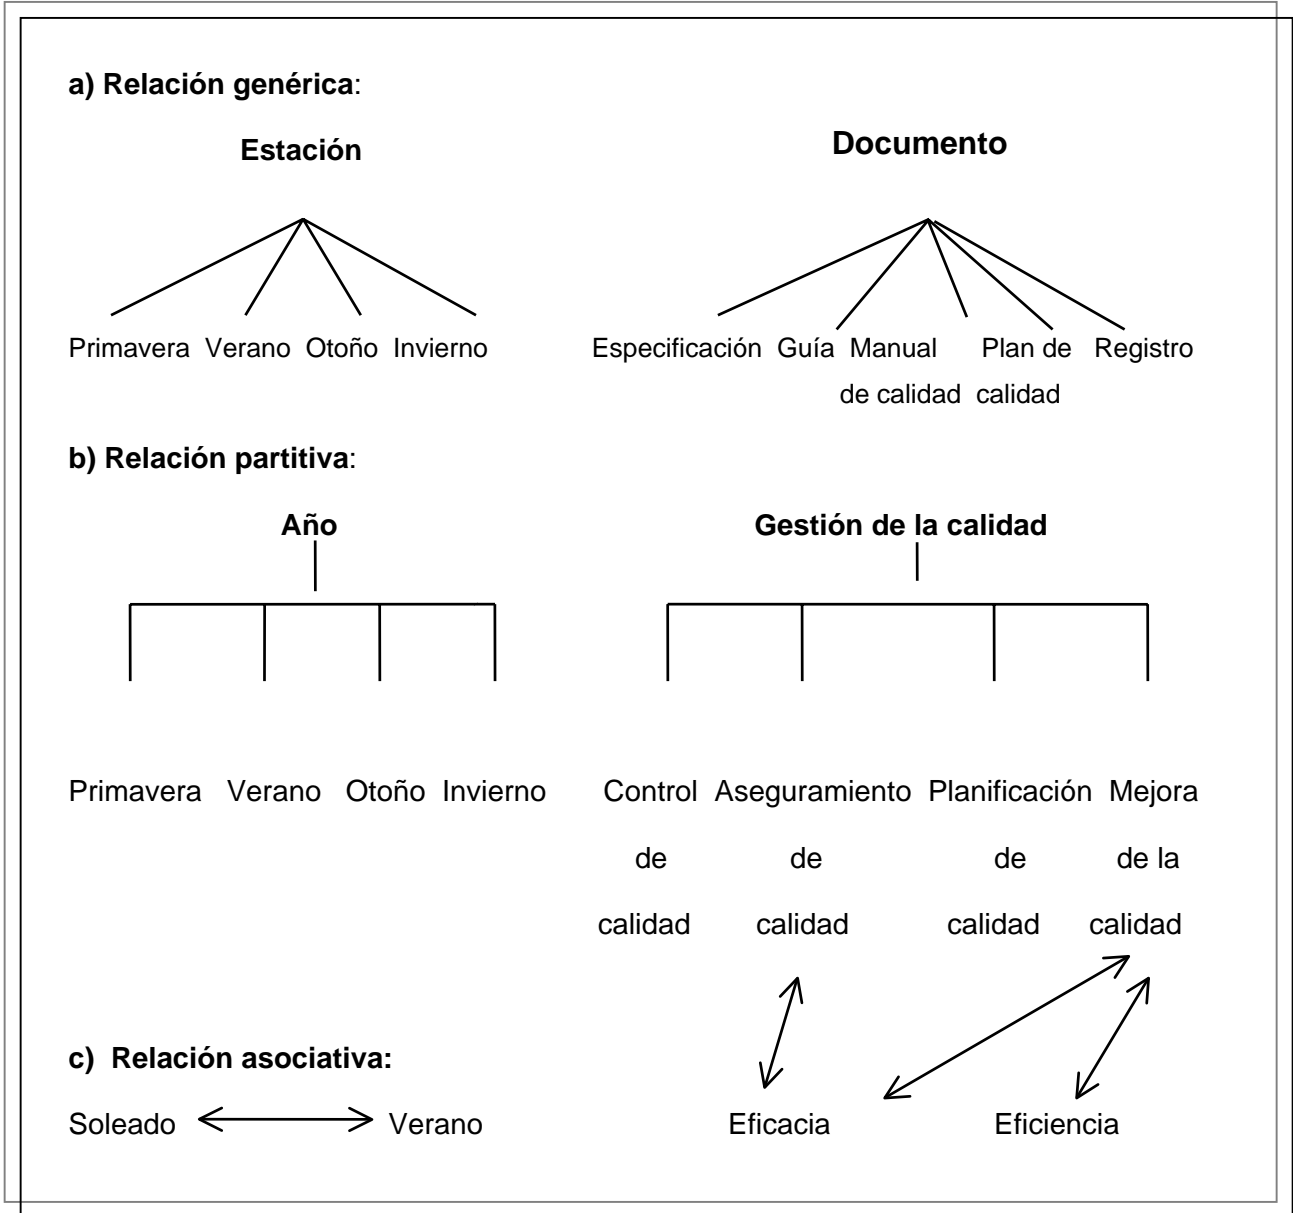 a) Relación genérica:
Estación Documento
Primavera Verano Otoño Invierno Especificación Guía Manual Plan de Registro
de calidad calidad
b) Relación partitiva:
Año Gestión de la calidad
Primavera Verano Otoño Invierno Control Aseguramiento Planificación Mejora
de de de de la
calidad calidad calidad calidad
c) Relación asociativa:
Soleado Verano Eficacia Eficiencia